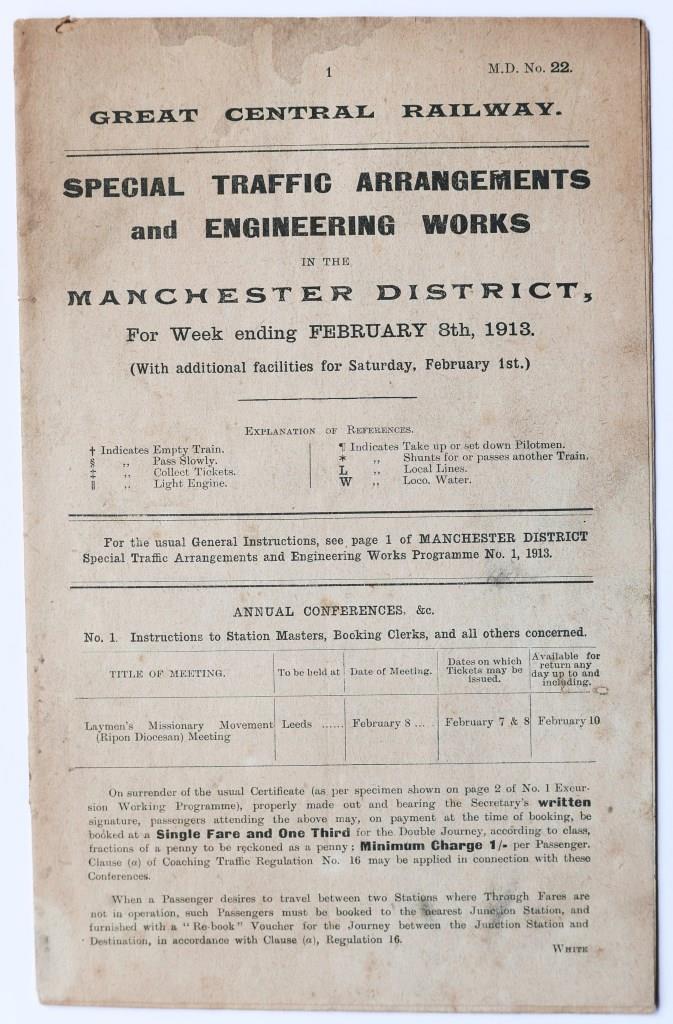 1
M.D. No. 22.
GREAT CENTRAL RAILWAY.
SPECIAL TRAFFIC ARRANGEMENTS
and ENGINEERING WORKS
IN THE
MANCHESTER DISTRICT,
For Week ending FEBRUARY 8th, 1913.
(With additional facilities for Saturday, February 1st.)
EXPLANATION OF REFERENCES.
† Indicates Empty Train.
§ ,, Pass Slowly.
‡ ,, Collect Tickets.
‖ ,, Light Engine.
¶ Indicates Take up or set down Pilotmen.
* ,, Shunts for or passes another Train.
L ,, Local Lines.
W ,, Loco. Water.
For the usual General Instructions, see page 1 of MANCHESTER DISTRICT
Special Traffic Arrangements and Engineering Works Programme No. 1, 1913.
ANNUAL CONFERENCES, &c.
No. 1. Instructions to Station Masters, Booking Clerks, and all others concerned.
TITLE OF MEETING.
To be held at
Date of Meeting.
Dates on which
Tickets may be
issued.
Available for
return any
day up to and
including.
Laymen's Missionary Movement
(Ripon Diocesan) Meeting
Leeds ......
February 8 ...
February 7 & 8
February 10
On surrender of the usual Certificate (as per specimen shown on page 2 of No. 1 Excur-
sion Working Programme), properly made out and bearing the Secretary's written
signature, passengers attending the above may, on payment at the time of booking, be
booked at a Single Fare and One Third for the Double Journey, according to class,
fractions of a penny to be reckoned as a penny; Minimum Charge 1/- per Passenger.
Clause (a) of Coaching Traffic Regulation No. 16 may be applied in connection with these
Conferences.
When a Passenger desires to travel between two Stations where Through Fares are
not in operation, such Passengers must be booked to the nearest Junction Station, and
furnished with a "Re-book" Voucher for the Journey between the Junction Station and
Destination, in accordance with Clause (a), Regulation 16.
WHITE